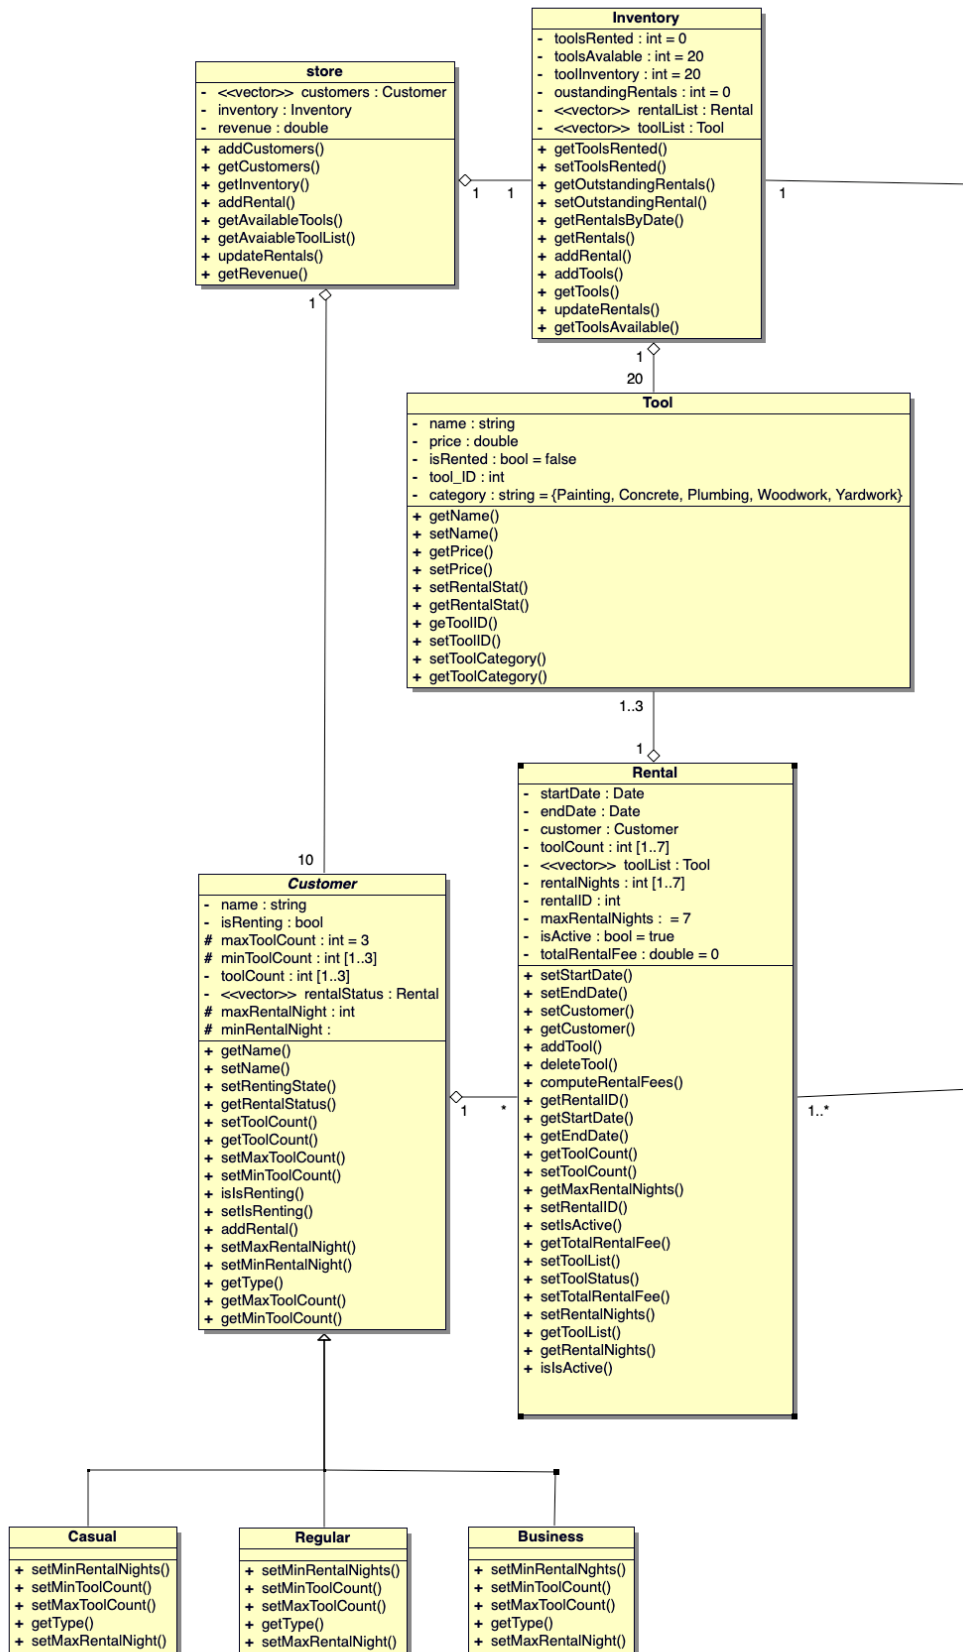 Inventory
- toolsRented : int = 0
- toolsAvalable : int = 20
- toolInventory : int = 20
- oustandingRentals : int = 0
- <<vector>> rentalList : Rental
- <<vector>> toolList : Tool
+ getToolsRented()
+ setToolsRented()
+ getOutstandingRentals()
+ setOutstandingRental()
+ getRentalsByDate()
+ getRentals()
+ addRental()
+ addTools()
+ getTools()
+ updateRentals()
+ getToolsAvailable()
store
- <<vector>> customers : Customer
- inventory : Inventory
- revenue : double
+ addCustomers()
+ getCustomers()
+ getInventory()
+ addRental()
+ getAvailableTools()
+ getAvaiableToolList()
+ updateRentals()
+ getRevenue()
1 1
1
1
1
20
Tool
- name : string
- price : double
- isRented : bool = false
- tool_ID : int
- category : string = {Painting, Concrete, Plumbing, Woodwork, Yardwork}
+ getName()
+ setName()
+ getPrice()
+ setPrice()
+ setRentalStat()
+ getRentalStat()
+ geToolID()
+ setToolID()
+ setToolCategory()
+ getToolCategory()
1..3
1
Rental
- startDate : Date
- endDate : Date
- customer : Customer
- toolCount : int [1..7]
- <<vector>> toolList : Tool
- rentalNights : int [1..7]
- rentalID : int
- maxRentalNights : = 7
- isActive : bool = true
- totalRentalFee : double = 0
+ setStartDate()
+ setEndDate()
+ setCustomer()
+ getCustomer()
+ addTool()
+ deleteTool()
+ computeRentalFees()
+ getRentalID()
+ getStartDate()
+ getEndDate()
+ getToolCount()
+ setToolCount()
+ getMaxRentalNights()
+ setRentalID()
+ setIsActive()
+ getTotalRentalFee()
+ setToolList()
+ setToolStatus()
+ setTotalRentalFee()
+ setRentalNights()
+ getToolList()
+ getRentalNights()
+ isIsActive()
10
Customer
- name : string
- isRenting : bool
# maxToolCount : int = 3
# minToolCount : int [1..3]
- toolCount : int [1..3]
- <<vector>> rentalStatus : Rental
# maxRentalNight : int
# minRentalNight :
+ getName()
+ setName()
+ setRentingState()
+ getRentalStatus()
+ setToolCount()
+ getToolCount()
+ setMaxToolCount()
+ setMinToolCount()
+ isIsRenting()
+ setIsRenting()
+ addRental()
+ setMaxRentalNight()
+ setMinRentalNight()
+ getType()
+ getMaxToolCount()
+ getMinToolCount()
1 *
1..*
Casual
+ setMinRentalNights()
+ setMinToolCount()
+ setMaxToolCount()
+ getType()
+ setMaxRentalNight()
Regular
+ setMinRentalNights()
+ setMinToolCount()
+ setMaxToolCount()
+ getType()
+ setMaxRentalNight()
Business
+ setMinRentalNghts()
+ setMinToolCount()
+ setMaxToolCount()
+ getType()
+ setMaxRentalNight()